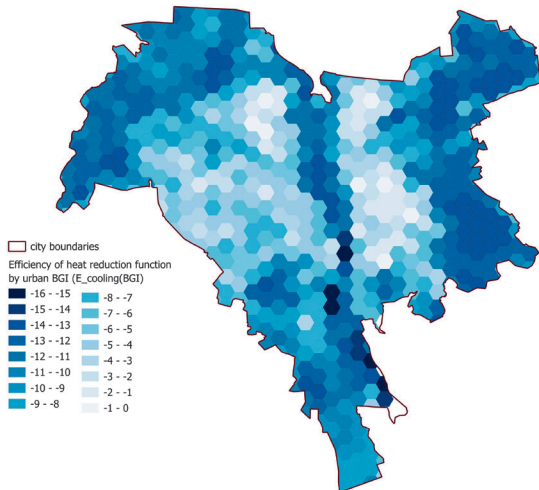 city boundaries
Efficiency of heat reduction function
by urban BGI (E_cooling(BGI)
-16 - -15
-15 - -14
-14 - -13
-13 - -12
-12 - -11
-11 - -10
-10 - -9
-9 - -8
-8 - -7
-7 - -6
-6 - -5
-5 - -4
-4 - -3
-3 - -2
-2 - -1
-1 - 0